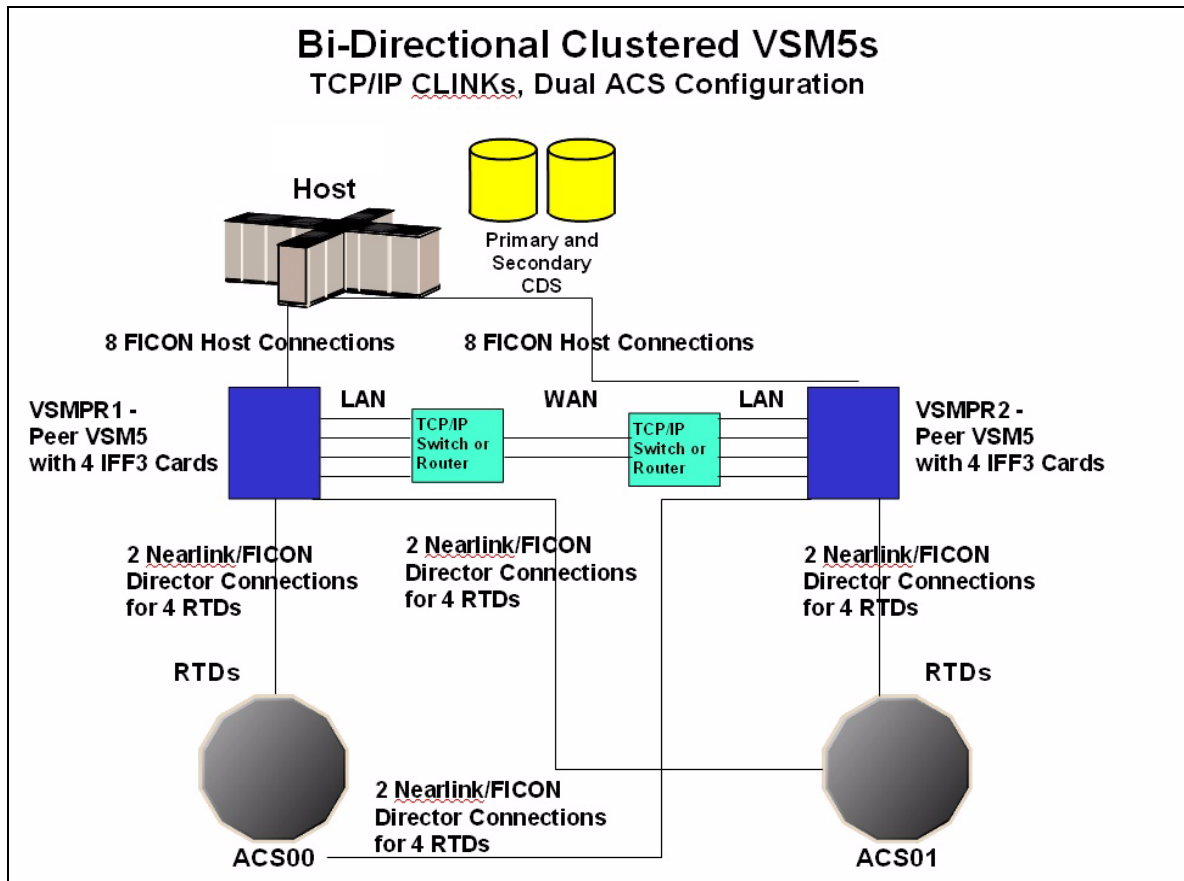 Bi-Directional Clustered VSM5s
TCP/IP CLINKs, Dual ACS Configuration
Host
Primary and
Secondary
CDS
8 FICON Host Connections
8 FICON Host Connections
VSMPR1 -
Peer VSM5
with 4 IFF3 Cards
LAN
TCP/IP
Switch or
Router
WAN
TCP/IP
Switch or
Router
LAN
VSMPR2 -
Peer VSM5
with 4 IFF3 Cards
2 Nearlink/FICON
Director Connections
for 4 RTDs
2 Nearlink/FICON
Director Connections
for 4 RTDs
2 Nearlink/FICON
Director Connections
for 4 RTDs
RTDs
RTDs
2 Nearlink/FICON
Director Connections
for 4 RTDs
ACS00
ACS01